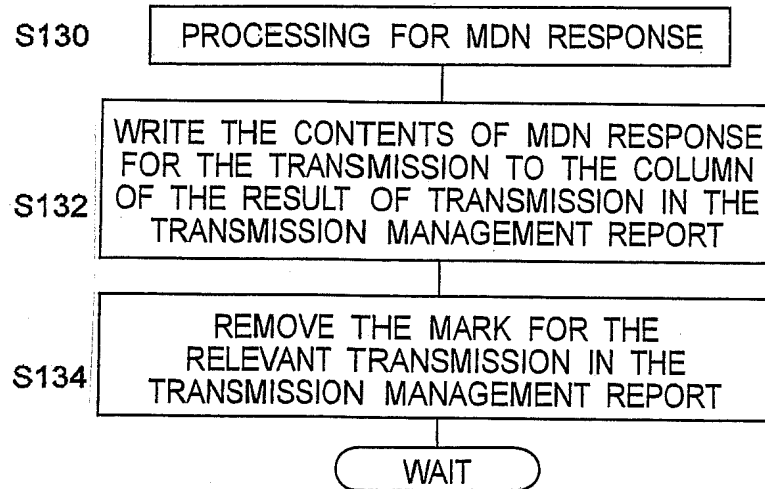 S130 PROCESSING FOR MDN RESPONSE
WRITE THE CONTENTS OF MDN RESPONSE
FOR THE TRANSMISSION TO THE COLUMN
S132 OF THE RESULT OF TRANSMISSION IN THE
TRANSMISSION MANAGEMENT REPORT
REMOVE THE MARK FOR THE
S134 RELEVANT TRANSMISSION IN THE
TRANSMISSION MANAGEMENT REPORT
WAIT